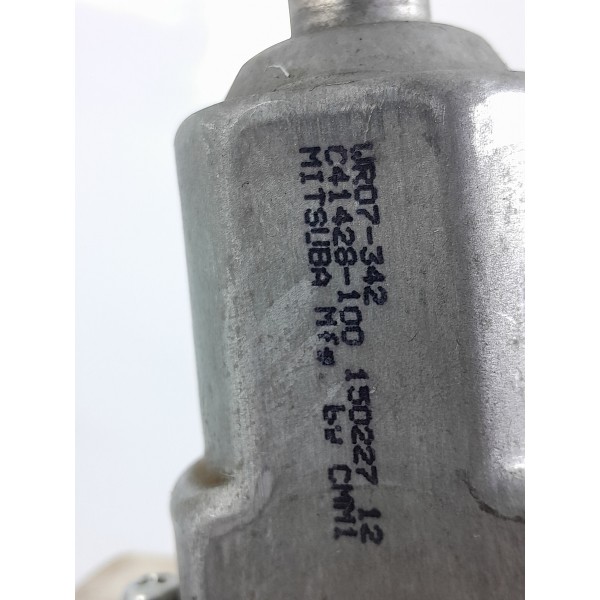 WR07-342
C41428-100 150227 12
MITSUBA Mfg. by CMMI